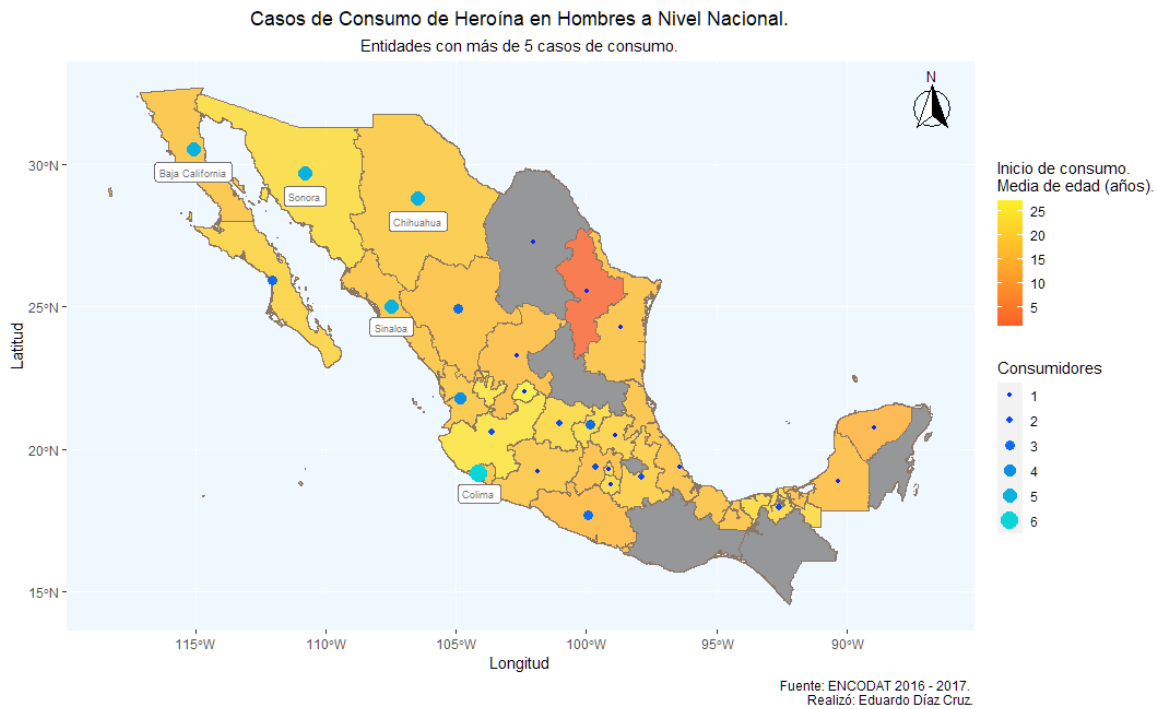 Casos de Consumo de Heroína en Hombres a Nivel Nacional.
Entidades con más de 5 casos de consumo.
N
30°N
25°N
20°N
15°N
Latitud
Baja California
Sonora
Chihuahua
Sinaloa
Colima
115°W
110°W
105°W
100°W
95°W
90°W
Longitud
Inicio de consumo.
Media de edad (años).
25
20
15
10
5
Consumidores
1
2
3
4
5
6
Fuente: ENCODAT 2016 - 2017.
Realizó: Eduardo Díaz Cruz.